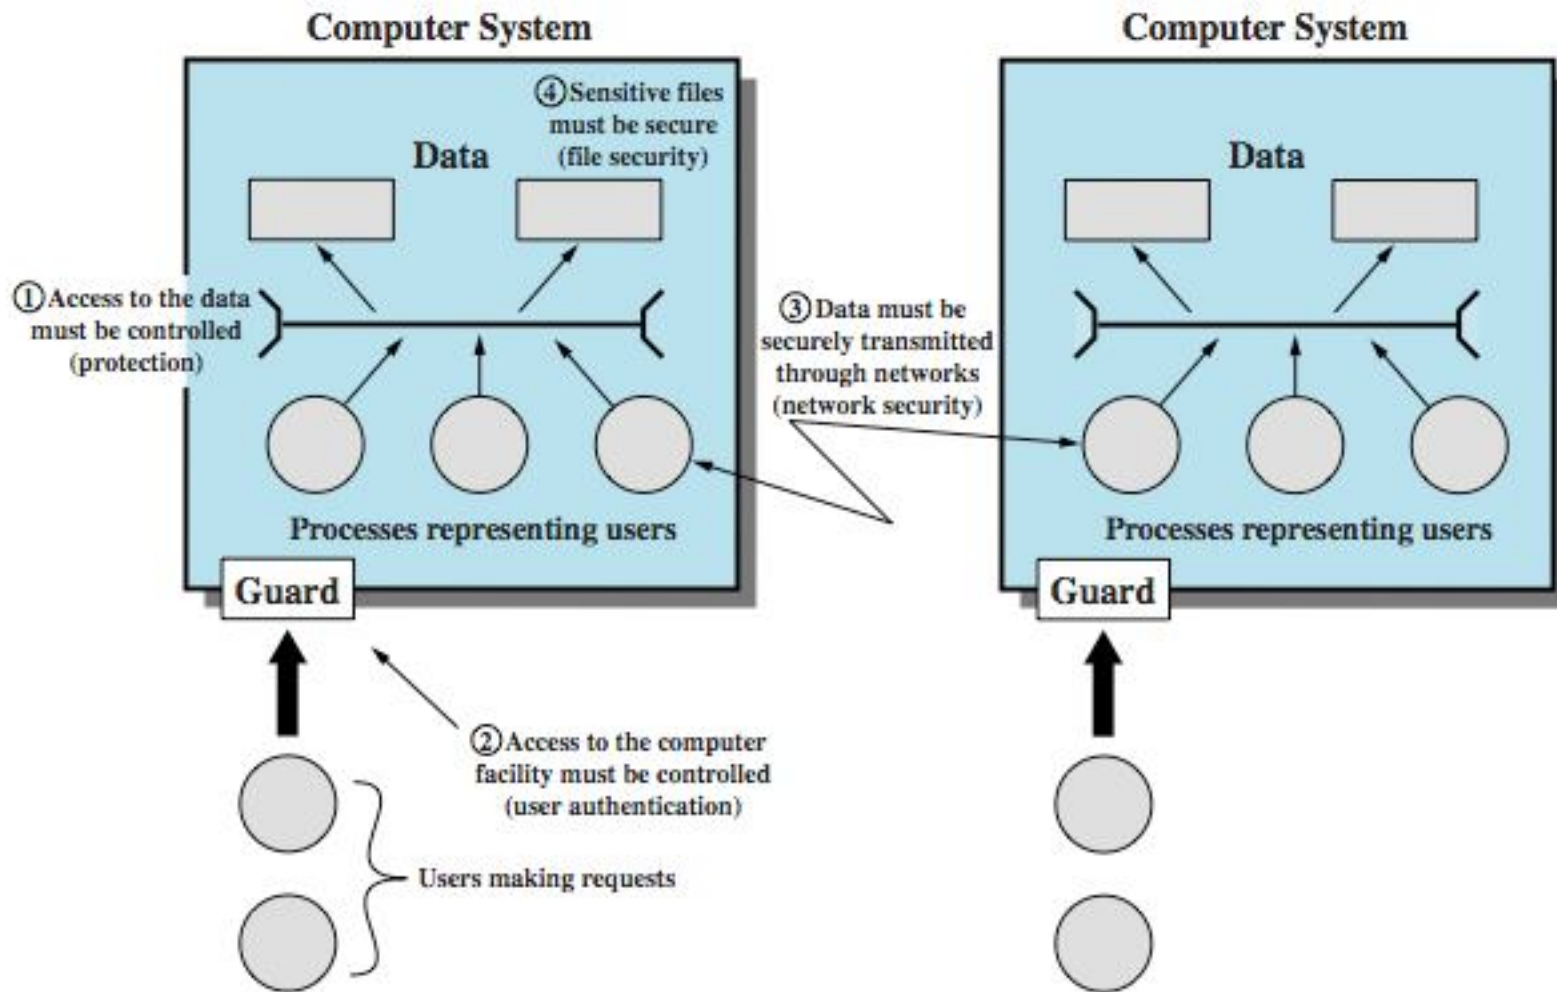 Computer System
④Sensitive files
must be secure
(file security)
Data
①Access to the data
must be controlled
(protection)
Processes representing users
Guard
②Access to the computer
facility must be controlled
(user authentication)
Users making requests
③Data must be
securely transmitted
through networks
(network security)
Computer System
Data
Processes representing users
Guard